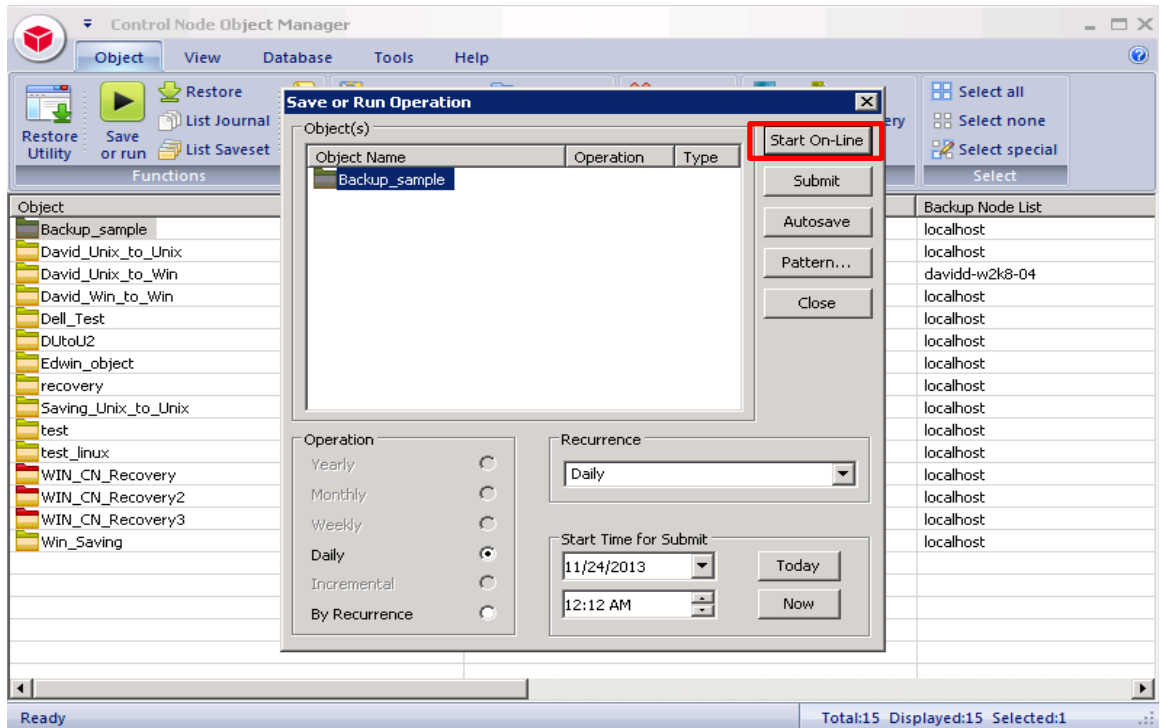 Control Node Object Manager
Object View Database Tools Help
Restore Utility
Save or run
Restore
List Journal
List Saveset
Functions
Select all
Select none
Select special
Select
Save or Run Operation
Object(s)
Object Name Operation Type
Backup_sample
Start On-Line
Submit
Autosave
Pattern...
Close
Operation
Yearly
Monthly
Weekly
Daily
Incremental
By Recurrence
Recurrence
Daily
Start Time for Submit
11/24/2013
Today
12:12 AM
Now
Object Backup Node List
Backup_sample localhost
David_Unix_to_Unix localhost
David_Unix_to_Win davidd-w2k8-04
David_Win_to_Win localhost
Dell_Test localhost
DUtoU2 localhost
Edwin_object localhost
recovery localhost
Saving_Unix_to_Unix localhost
test localhost
test_linux localhost
WIN_CN_Recovery localhost
WIN_CN_Recovery2 localhost
WIN_CN_Recovery3 localhost
Win_Saving localhost
Ready Total:15 Displayed:15 Selected:1